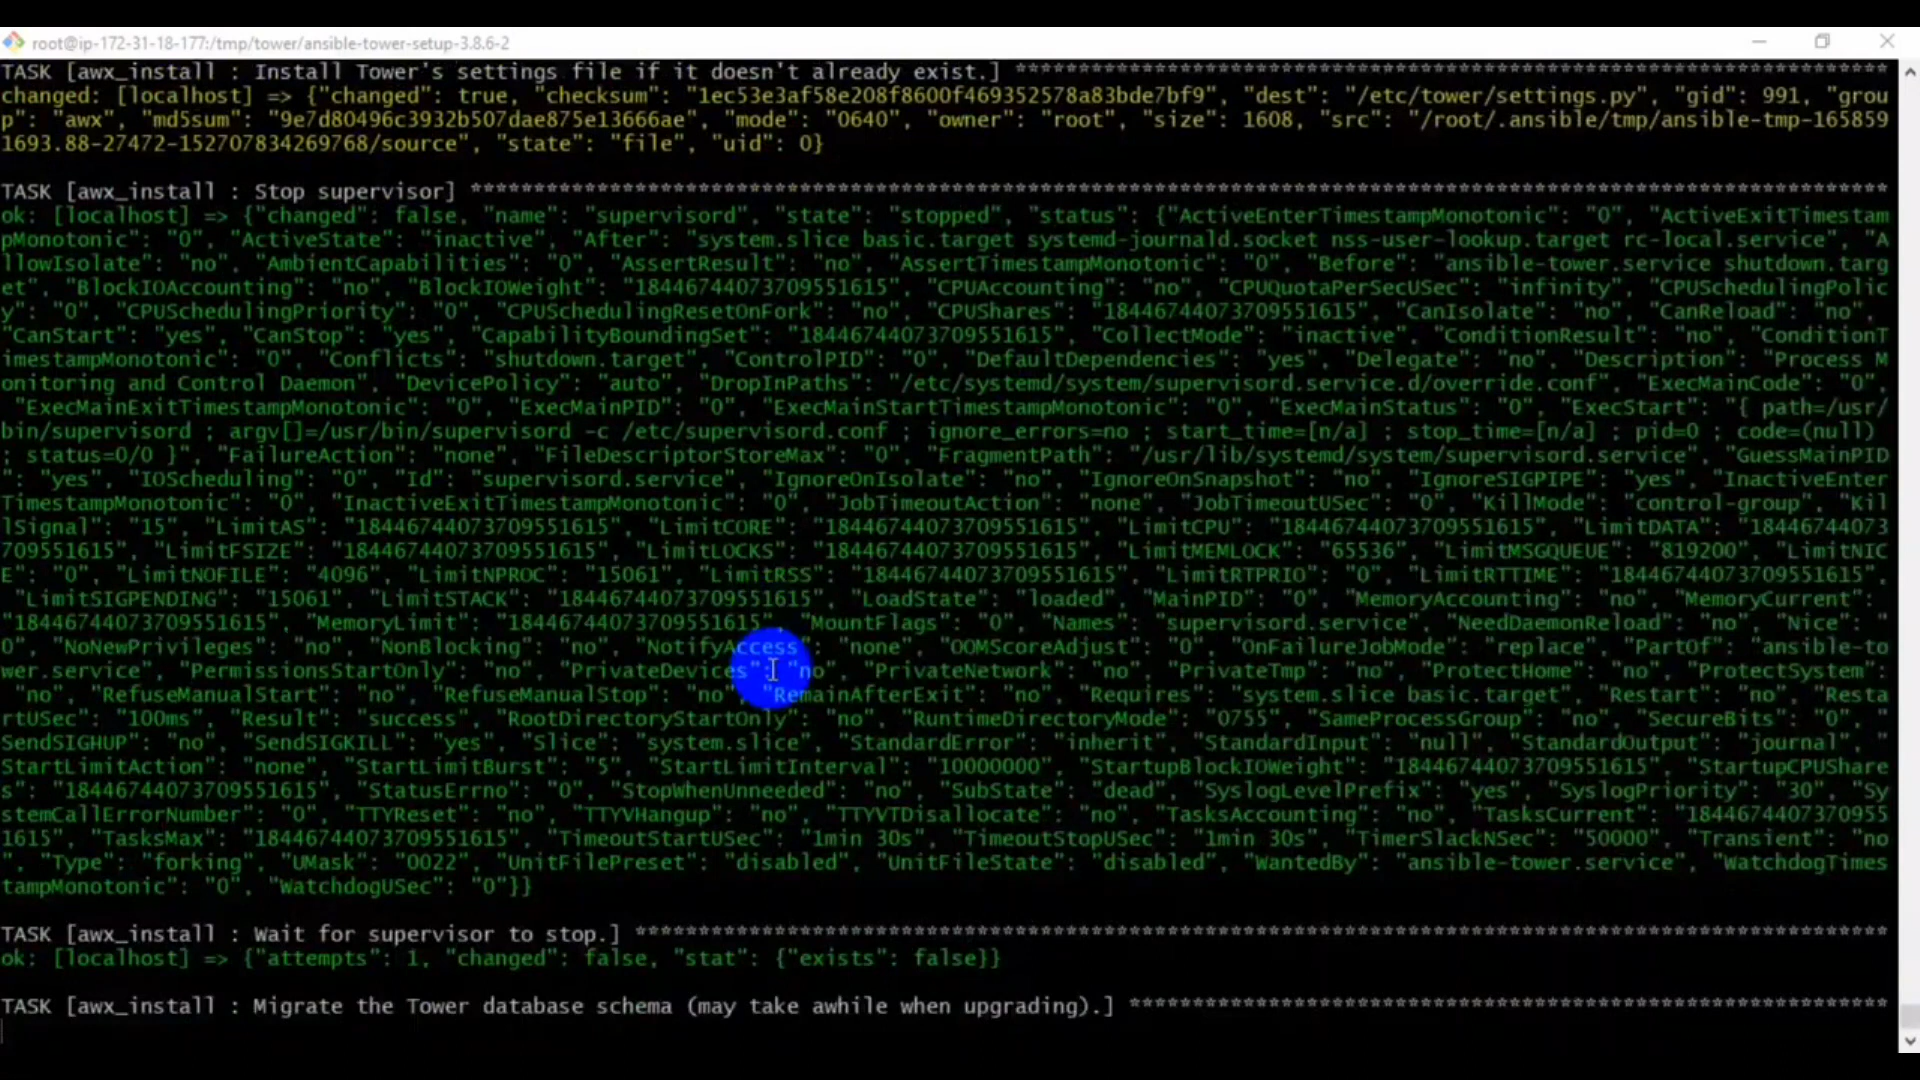 root@ip-172-31-18-177:/tmp/tower/ansible-tower-setup-3.8.6-2
TASK [awx_install : Install Tower's settings file if it doesn't already exist.] *********************************************************************
changed: [localhost] => {"changed": true, "checksum": "1ec53e3af58e208f8600f469352578a83bde7bf9", "dest": "/etc/tower/settings.py", "gid": 991, "grou
p": "awx", "md5sum": "9e7d80496c3932b507dae875e13666ae", "mode": "0640", "owner": "root", "size": 1608, "src": "/root/.ansible/tmp/ansible-tmp-165859
1693.88-27472-152707834269768/source", "state": "file", "uid": 0}
TASK [awx_install : Stop supervisor] ****************************************************************************************************************
ok: [localhost] => {"changed": false, "name": "supervisord", "state": "stopped", "status": {"ActiveEnterTimestampMonotonic": "0", "ActiveExitTimestam
pMonotonic": "0", "ActiveState": "inactive", "After": "system.slice basic.target systemd-journald.socket nss-user-lookup.target rc-local.service", "A
llowIsolate": "no", "AmbientCapabilities": "0", "AssertResult": "no", "AssertTimestampMonotonic": "0", "Before": "ansible-tower.service shutdown.targ
et", "BlockIOAccounting": "no", "BlockIOWeight": "18446744073709551615", "CPUAccounting": "no", "CPUQuotaPerSecUSec": "infinity", "CPUSchedulingPolic
y": "0", "CPUSchedulingPriority": "0", "CPUSchedulingResetOnFork": "no", "CPUShares": "18446744073709551615", "CanIsolate": "no", "CanReload": "no",
"CanStart": "yes", "CanStop": "yes", "CapabilityBoundingSet": "18446744073709551615", "CollectMode": "inactive", "ConditionResult": "no", "ConditionT
imestampMonotonic": "0", "Conflicts": "shutdown.target", "ControlPID": "0", "DefaultDependencies": "yes", "Delegate": "no", "Description": "Process M
onitoring and Control Daemon", "DevicePolicy": "auto", "DropInPaths": "/etc/systemd/system/supervisord.service.d/override.conf", "ExecMainCode": "0",
"ExecMainExitTimestampMonotonic": "0", "ExecMainPID": "0", "ExecMainStartTimestampMonotonic": "0", "ExecMainStatus": "0", "ExecStart": "{ path=/usr/
bin/supervisord ; argv[]=/usr/bin/supervisord -c /etc/supervisord.conf ; ignore_errors=no ; start_time=[n/a] ; stop_time=[n/a] ; pid=0 ; code=(null)
; status=0/0 }", "FailureAction": "none", "FileDescriptorStoreMax": "0", "FragmentPath": "/usr/lib/systemd/system/supervisord.service", "GuessMainPID
": "yes", "IOScheduling": "0", "Id": "supervisord.service", "IgnoreOnIsolate": "no", "IgnoreOnSnapshot": "no", "IgnoreSIGPIPE": "yes", "InactiveEnter
TimestampMonotonic": "0", "InactiveExitTimestampMonotonic": "0", "JobTimeoutAction": "none", "JobTimeoutUSec": "0", "KillMode": "control-group", "Kil
lSignal": "15", "LimitAS": "18446744073709551615", "LimitCORE": "18446744073709551615", "LimitCPU": "18446744073709551615", "LimitDATA": "18446744073
709551615", "LimitFSIZE": "18446744073709551615", "LimitLOCKS": "18446744073709551615", "LimitMEMLOCK": "65536", "LimitMSGQUEUE": "819200", "LimitNIC
E": "0", "LimitNOFILE": "4096", "LimitNPROC": "15061", "LimitRSS": "18446744073709551615", "LimitRTPRIO": "0", "LimitRTTIME": "18446744073709551615",
"LimitSIGPENDING": "15061", "LimitSTACK": "18446744073709551615", "LoadState": "loaded", "MainPID": "0", "MemoryAccounting": "no", "MemoryCurrent":
"18446744073709551615", "MemoryLimit": "18446744073709551615", "MountFlags": "0", "Names": "supervisord.service", "NeedDaemonReload": "no", "Nice": "
0", "NoNewPrivileges": "no", "NonBlocking": "no", "NotifyAccess": "none", "OOMScoreAdjust": "0", "OnFailureJobMode": "replace", "PartOf": "ansible-to
wer.service", "PermissionsStartOnly": "no", "PrivateDevices": "no", "PrivateNetwork": "no", "PrivateTmp": "no", "ProtectHome": "no", "ProtectSystem":
"no", "RefuseManualStart": "no", "RefuseManualStop": "no", "RemainAfterExit": "no", "Requires": "system.slice basic.target", "Restart": "no", "Resta
rtUSec": "100ms", "Result": "success", "RootDirectoryStartOnly": "no", "RuntimeDirectoryMode": "0755", "SameProcessGroup": "no", "SecureBits": "0", "
SendSIGHUP": "no", "SendSIGKILL": "yes", "Slice": "system.slice", "StandardError": "inherit", "StandardInput": "null", "StandardOutput": "journal", "
StartLimitAction": "none", "StartLimitBurst": "5", "StartLimitInterval": "10000000", "StartupBlockIOWeight": "18446744073709551615", "StartupCPUShare
s": "18446744073709551615", "StatusErrno": "0", "StopWhenUnneeded": "no", "SubState": "dead", "SyslogLevelPrefix": "yes", "SyslogPriority": "30", "Sy
stemCallErrorNumber": "0", "TTYReset": "no", "TTYVHangup": "no", "TTYVTDisallocate": "no", "TasksAccounting": "no", "TasksCurrent": "1844674407370955
1615", "TasksMax": "18446744073709551615", "TimeoutStartUSec": "1min 30s", "TimeoutStopUSec": "1min 30s", "TimerSlackNSec": "50000", "Transient": "no
", "Type": "forking", "UMask": "0022", "UnitFilePreset": "disabled", "UnitFileState": "disabled", "WantedBy": "ansible-tower.service", "WatchdogTimes
tampMonotonic": "0", "WatchdogUSec": "0"}}
TASK [awx_install : Wait for supervisor to stop.] ***************************************************************************************************
ok: [localhost] => {"attempts": 1, "changed": false, "stat": {"exists": false}}
TASK [awx_install : Migrate the Tower database schema (may take awhile when upgrading).] ************************************************************